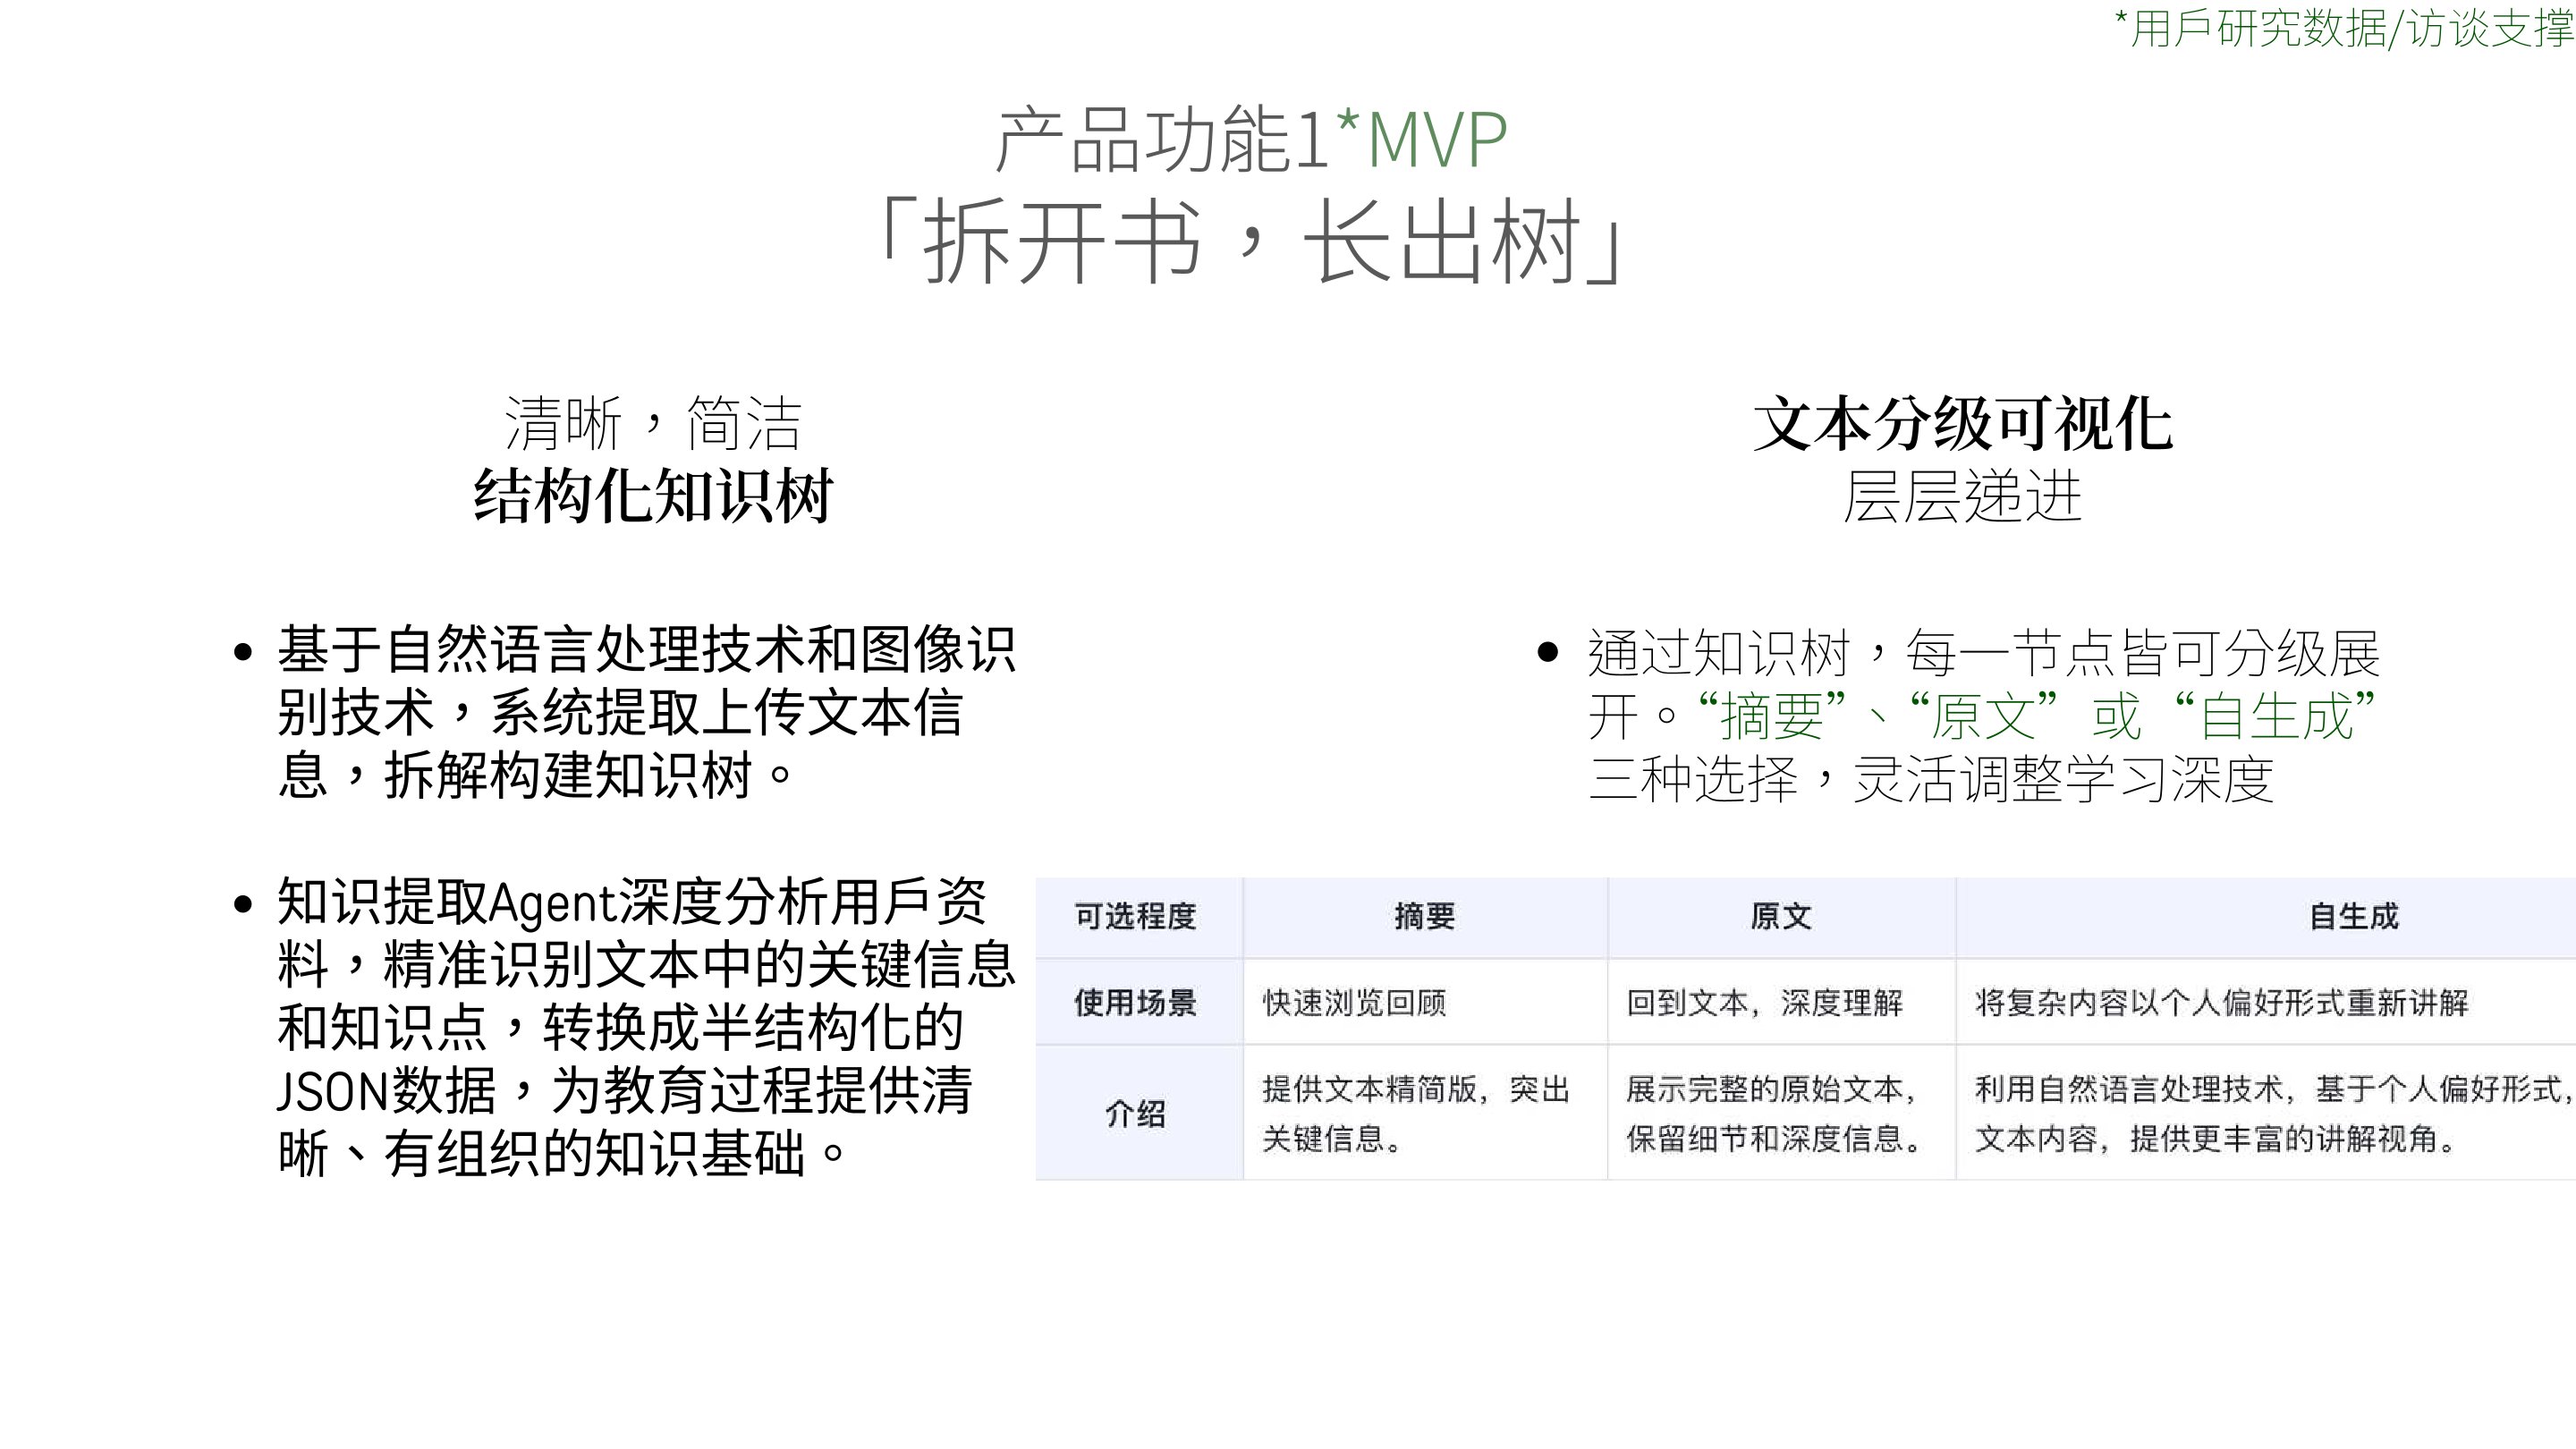 *用戶研究数据/访谈支撑
产品功能1*MVP
「拆开书，长出树」
清晰，简洁
结构化知识树
• 基于自然语言处理技术和图像识
别技术，系统提取上传文本信
息，拆解构建知识树。
• 知识提取Agent深度分析用戶资
料，精准识别文本中的关键信息
和知识点，转换成半结构化的
JSON数据，为教育过程提供清
晰、有组织的知识基础。
文本分级可视化
层层递进
• 通过知识树，每一节点皆可分级展
开。“摘要”、“原文” 或 “自生成”
三种选择，灵活调整学习深度
可选程度 摘要 原文 自生成
使用场景 快速浏览回顾 回到文本，深度理解 将复杂内容以个人偏好形式重新讲解
介绍 提供文本精简版，突出 展示完整的原始文本， 利用自然语言处理技术，基于个人偏好形式，
关键信息。 保留细节和深度信息。 文本内容，提供更丰富的讲解视角。